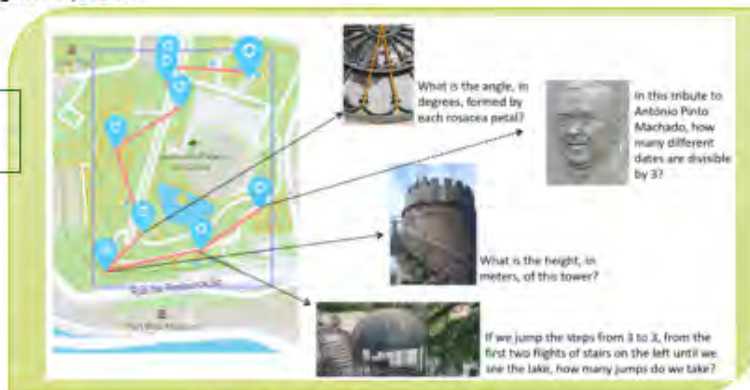 What is the angle, in
degrees, formed by
each rosacea petal?
In this tribute to
António Pinto
Machado, how
many different
dates are divisible
by 3?
What is the height, in
meters, of this tower?
If we jump the steps from 3 to 3, from the
first two flights of stairs on the left until we
see the lake, how many jumps do we take?